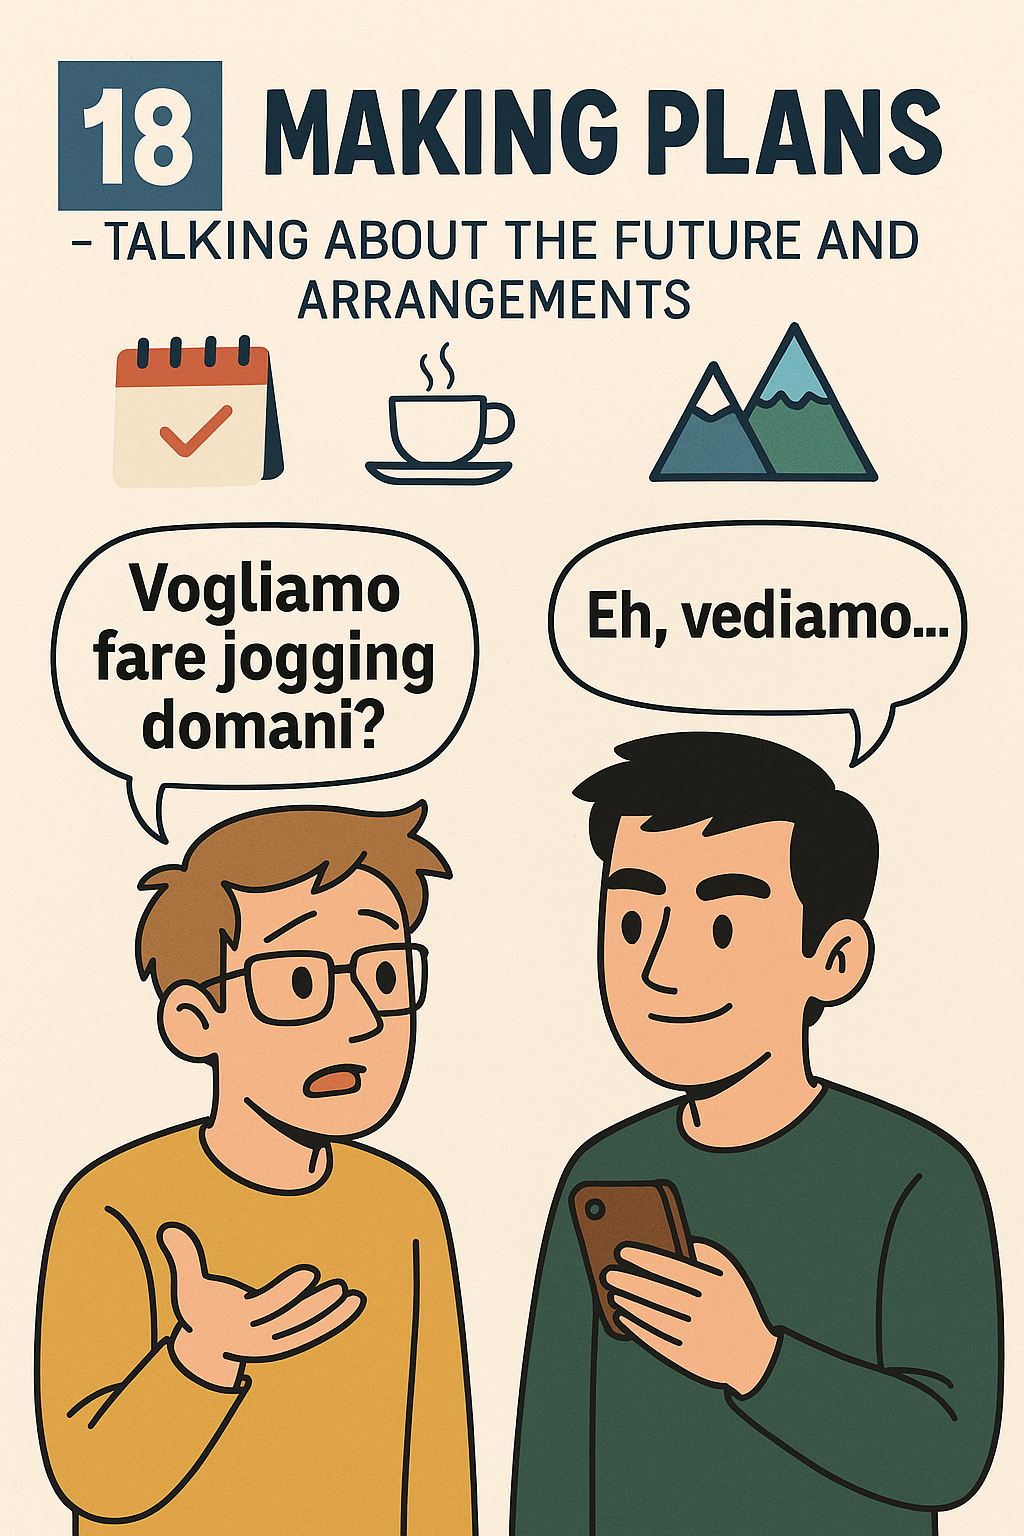 18 MAKING PLANS
– TALKING ABOUT THE FUTURE AND
ARRANGEMENTS
Vogliamo
fare jogging
domani?
Eh, vediamo...